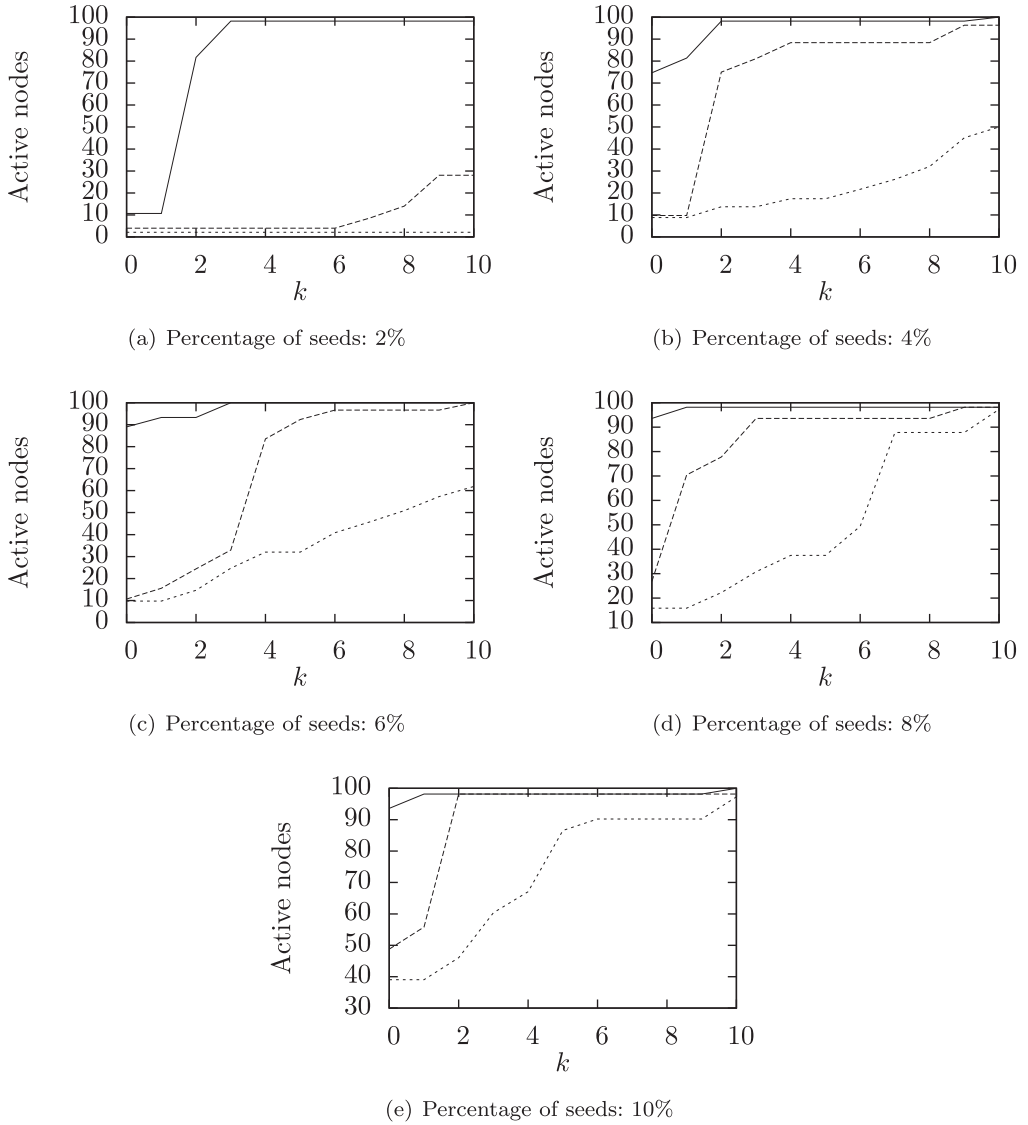 100
90
80
70
60
50
40
30
20
10
0
Active nodes
0 2 4 6 8 10
k
(a) Percentage of seeds: 2%
100
90
80
70
60
50
40
30
20
10
0
Active nodes
0 2 4 6 8 10
k
(b) Percentage of seeds: 4%
100
90
80
70
60
50
40
30
20
10
0
Active nodes
0 2 4 6 8 10
k
(c) Percentage of seeds: 6%
100
90
80
70
60
50
40
30
20
10
Active nodes
0 2 4 6 8 10
k
(d) Percentage of seeds: 8%
100
90
80
70
60
50
40
30
Active nodes
0 2 4 6 8 10
k
(e) Percentage of seeds: 10%